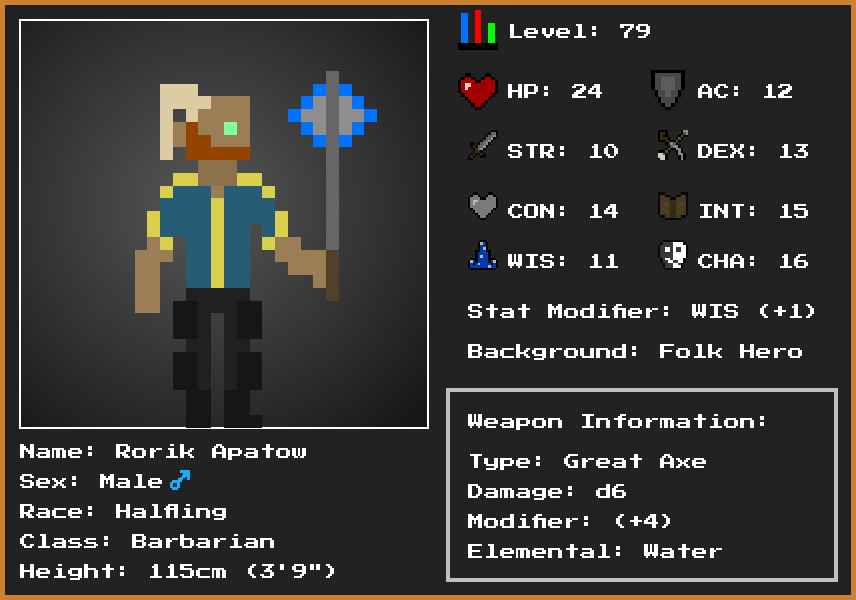 Level: 79
HP: 24
AC: 12
STR: 10
DEX: 13
CON: 14
INT: 15
WIS: 11
CHA: 16
Stat Modifier: WIS (+1)
Background: Folk Hero
Weapon Information:
Type: Great Axe
Damage: d6
Modifier: (+4)
Elemental: Water
Name: Rorik Apatow
Sex: Male♂
Race: Halfling
Class: Barbarian
Height: 115cm (3'9")